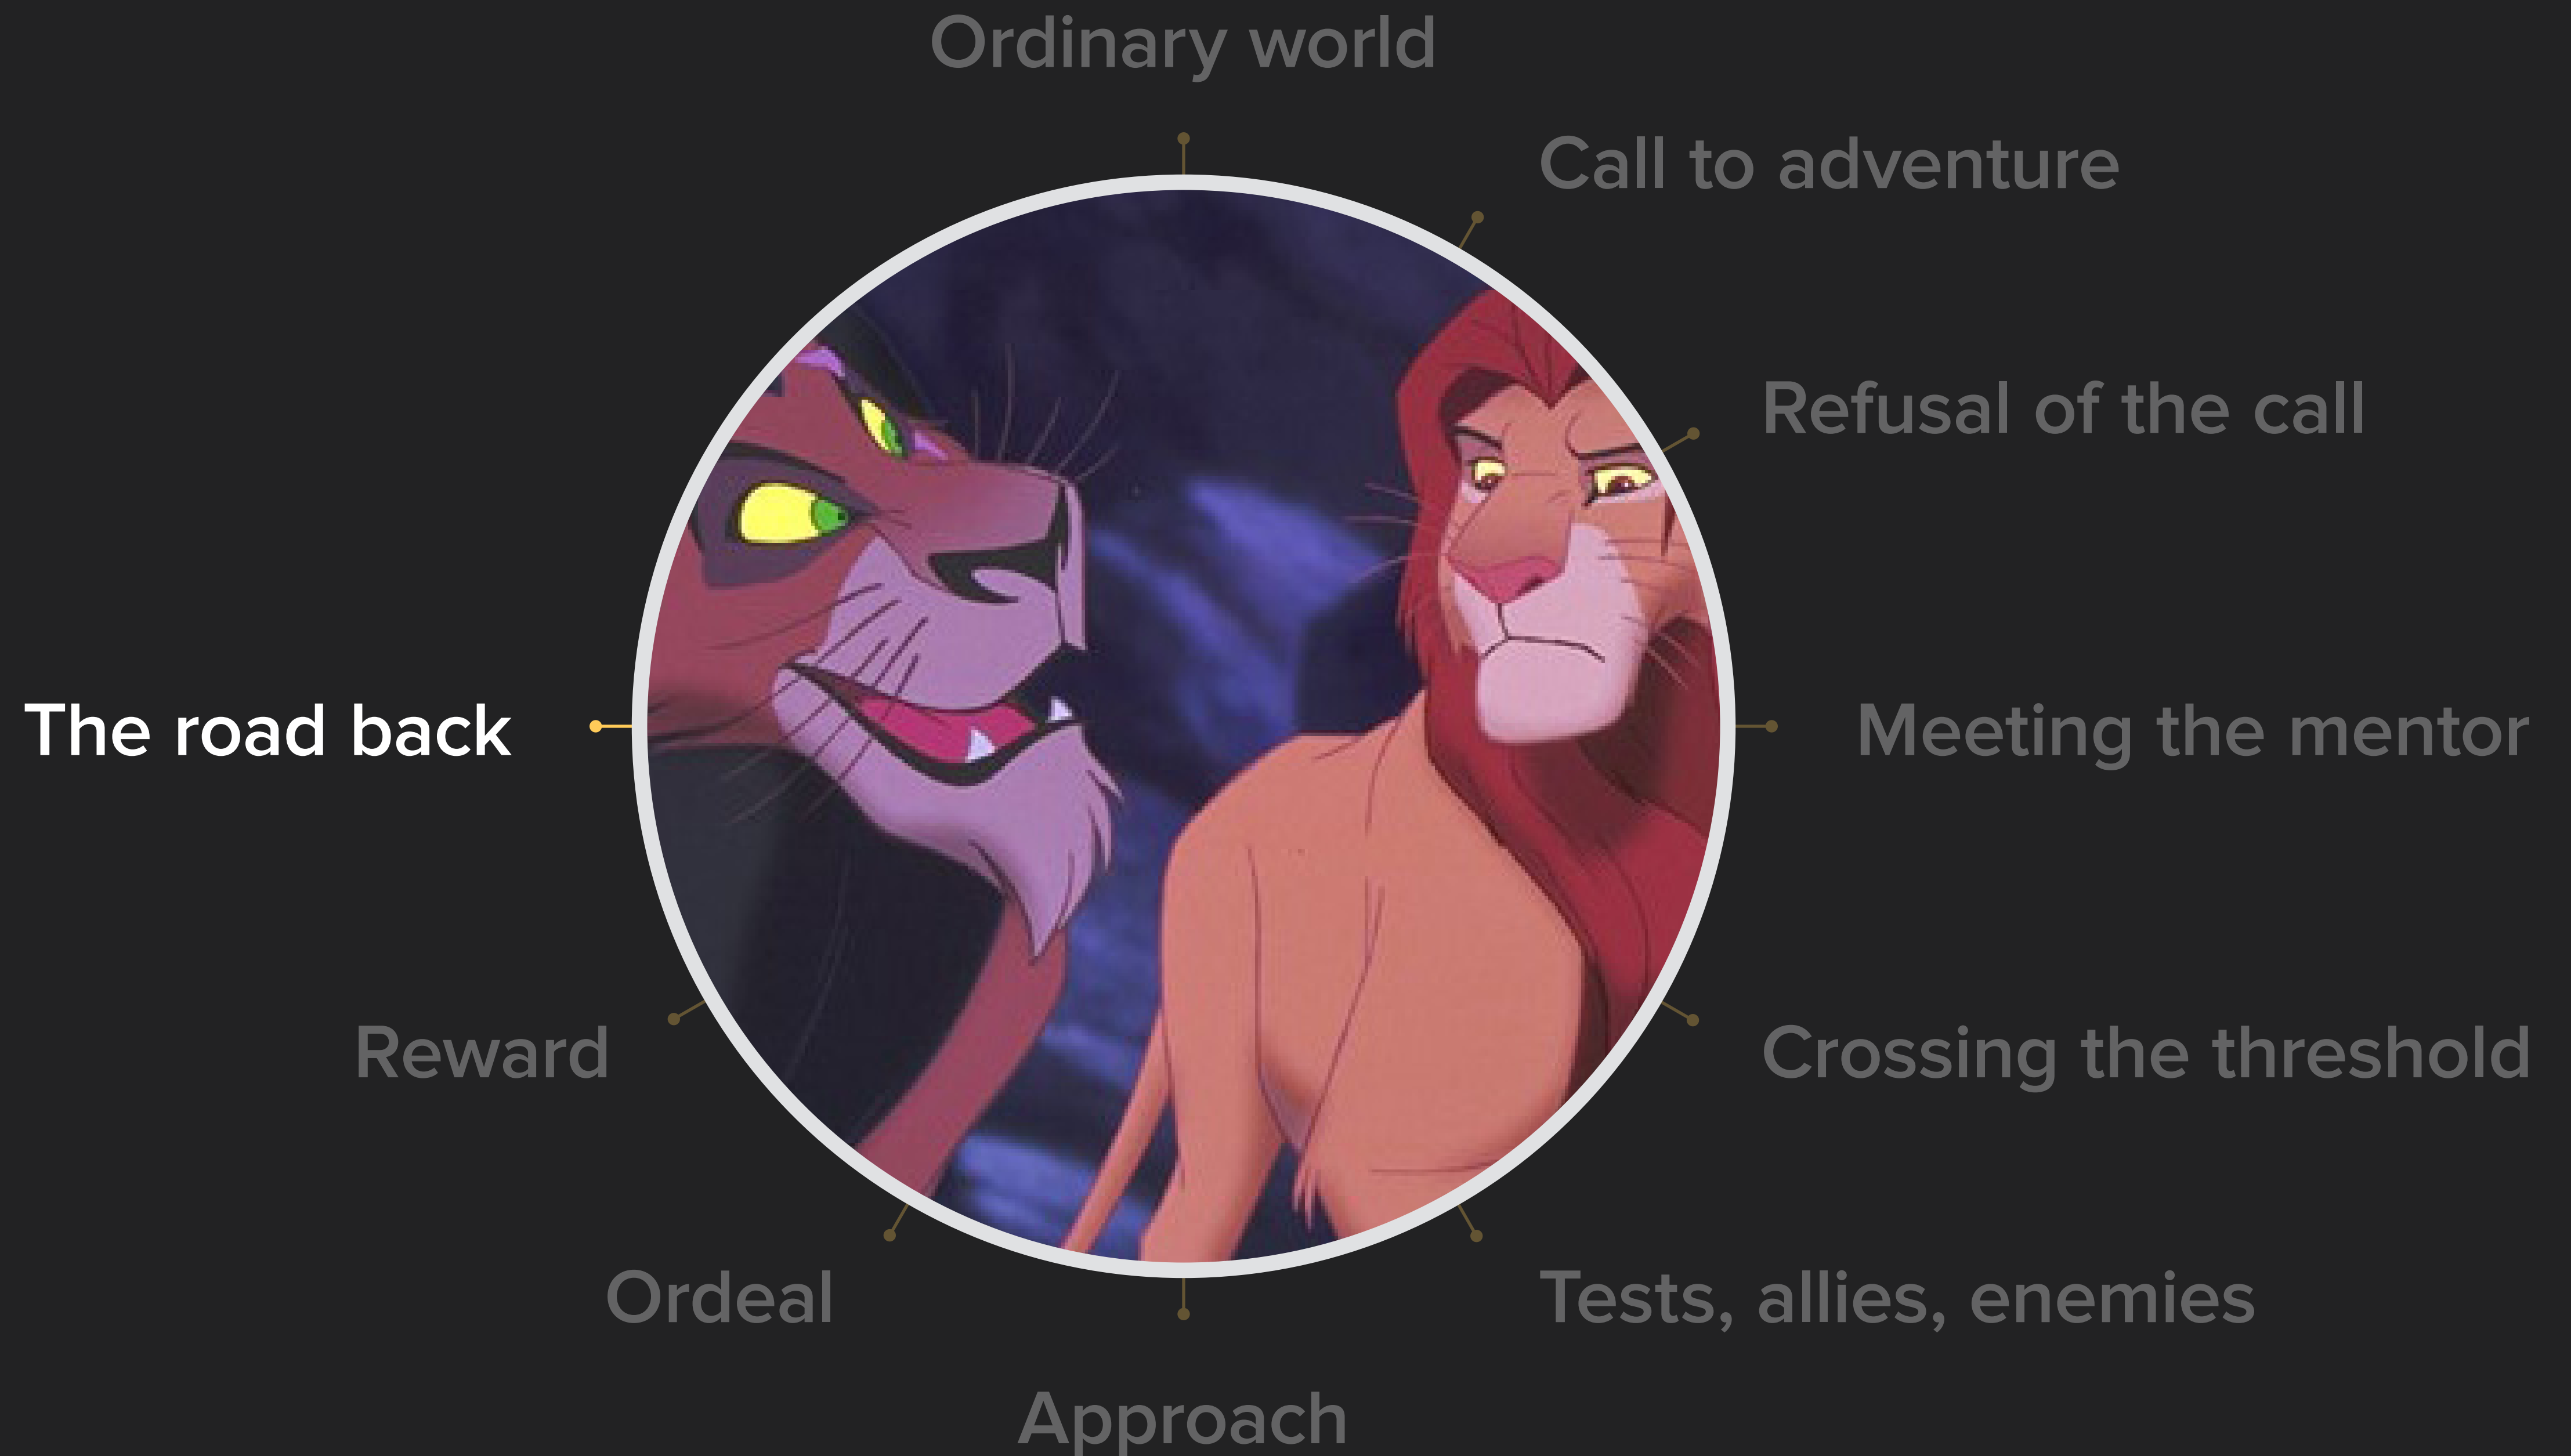 Ordinary world
Call to adventure
Refusal of the call
Meeting the mentor
Crossing the threshold
Tests, allies, enemies
Approach
Ordeal
Reward
The road back